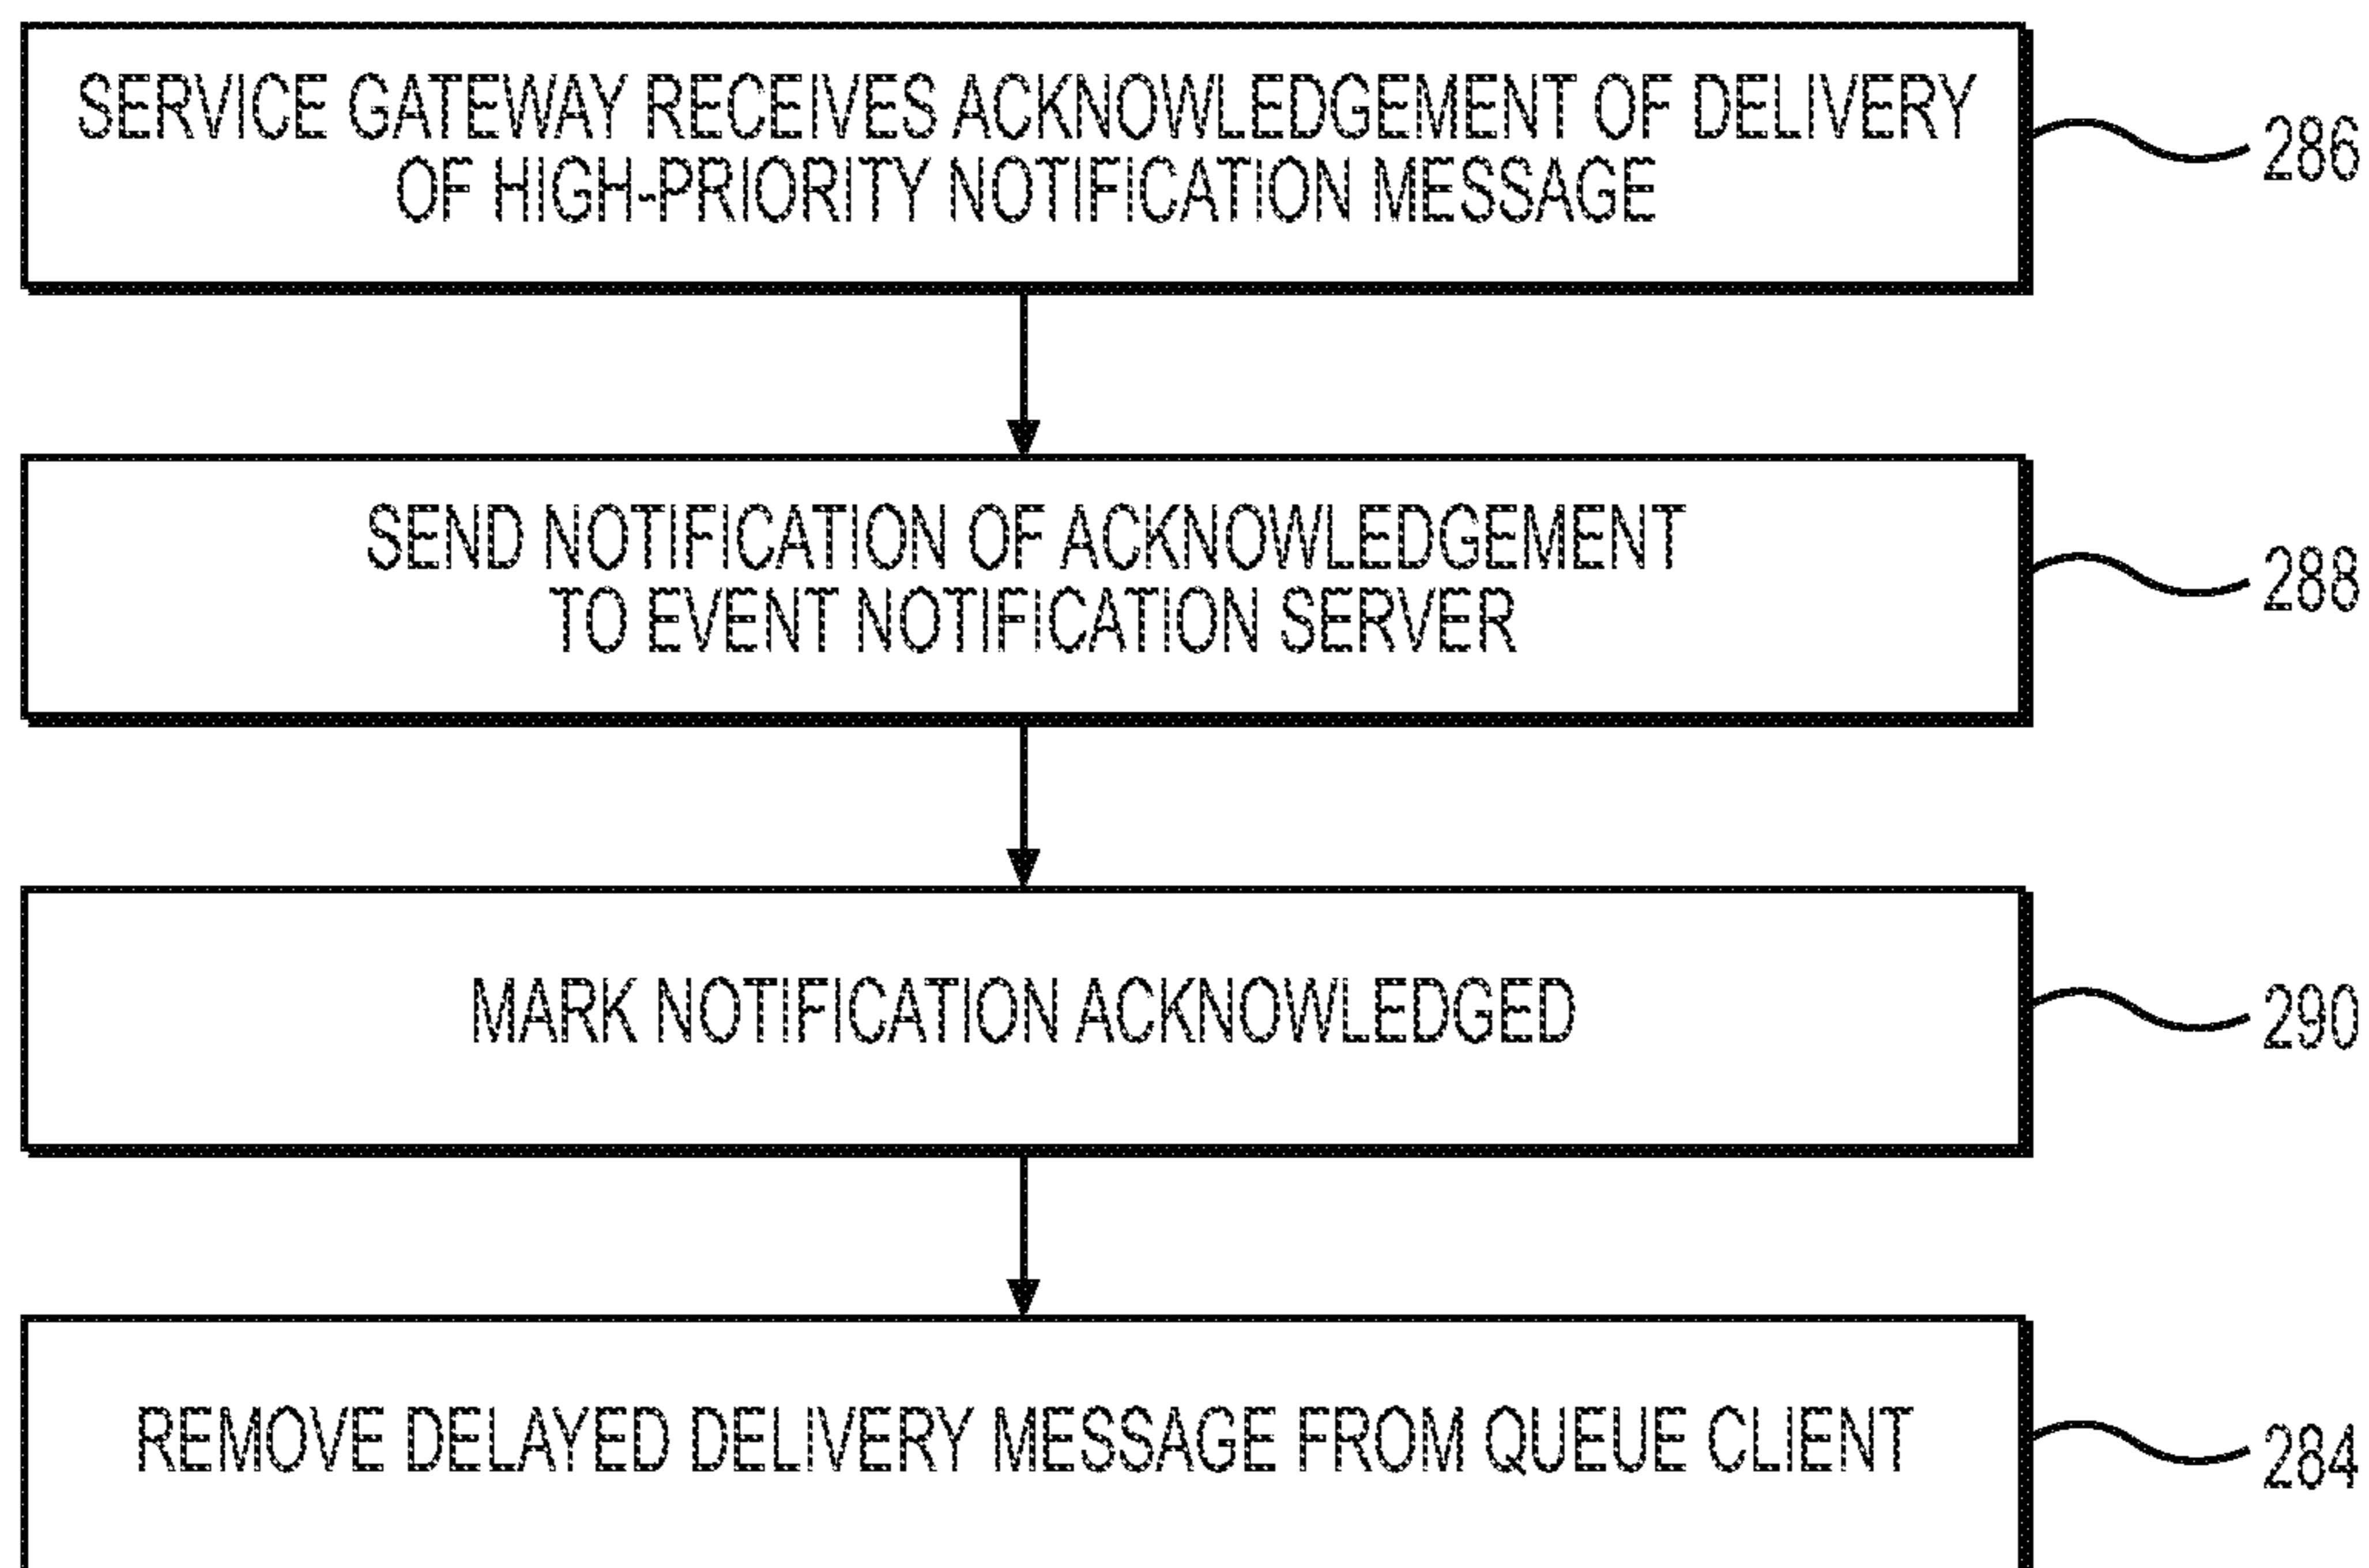 SERVICE GATEWAY RECEIVES ACKNOWLEDGEMENT OF DELIVERY
OF HIGH-PRIORITY NOTIFICATION MESSAGE
286
SEND NOTIFICATION OF ACKNOWLEDGEMENT
TO EVENT NOTIFICATION SERVER
288
MARK NOTIFICATION ACKNOWLEDGED
290
REMOVE DELAYED DELIVERY MESSAGE FROM QUEUE CLIENT
284